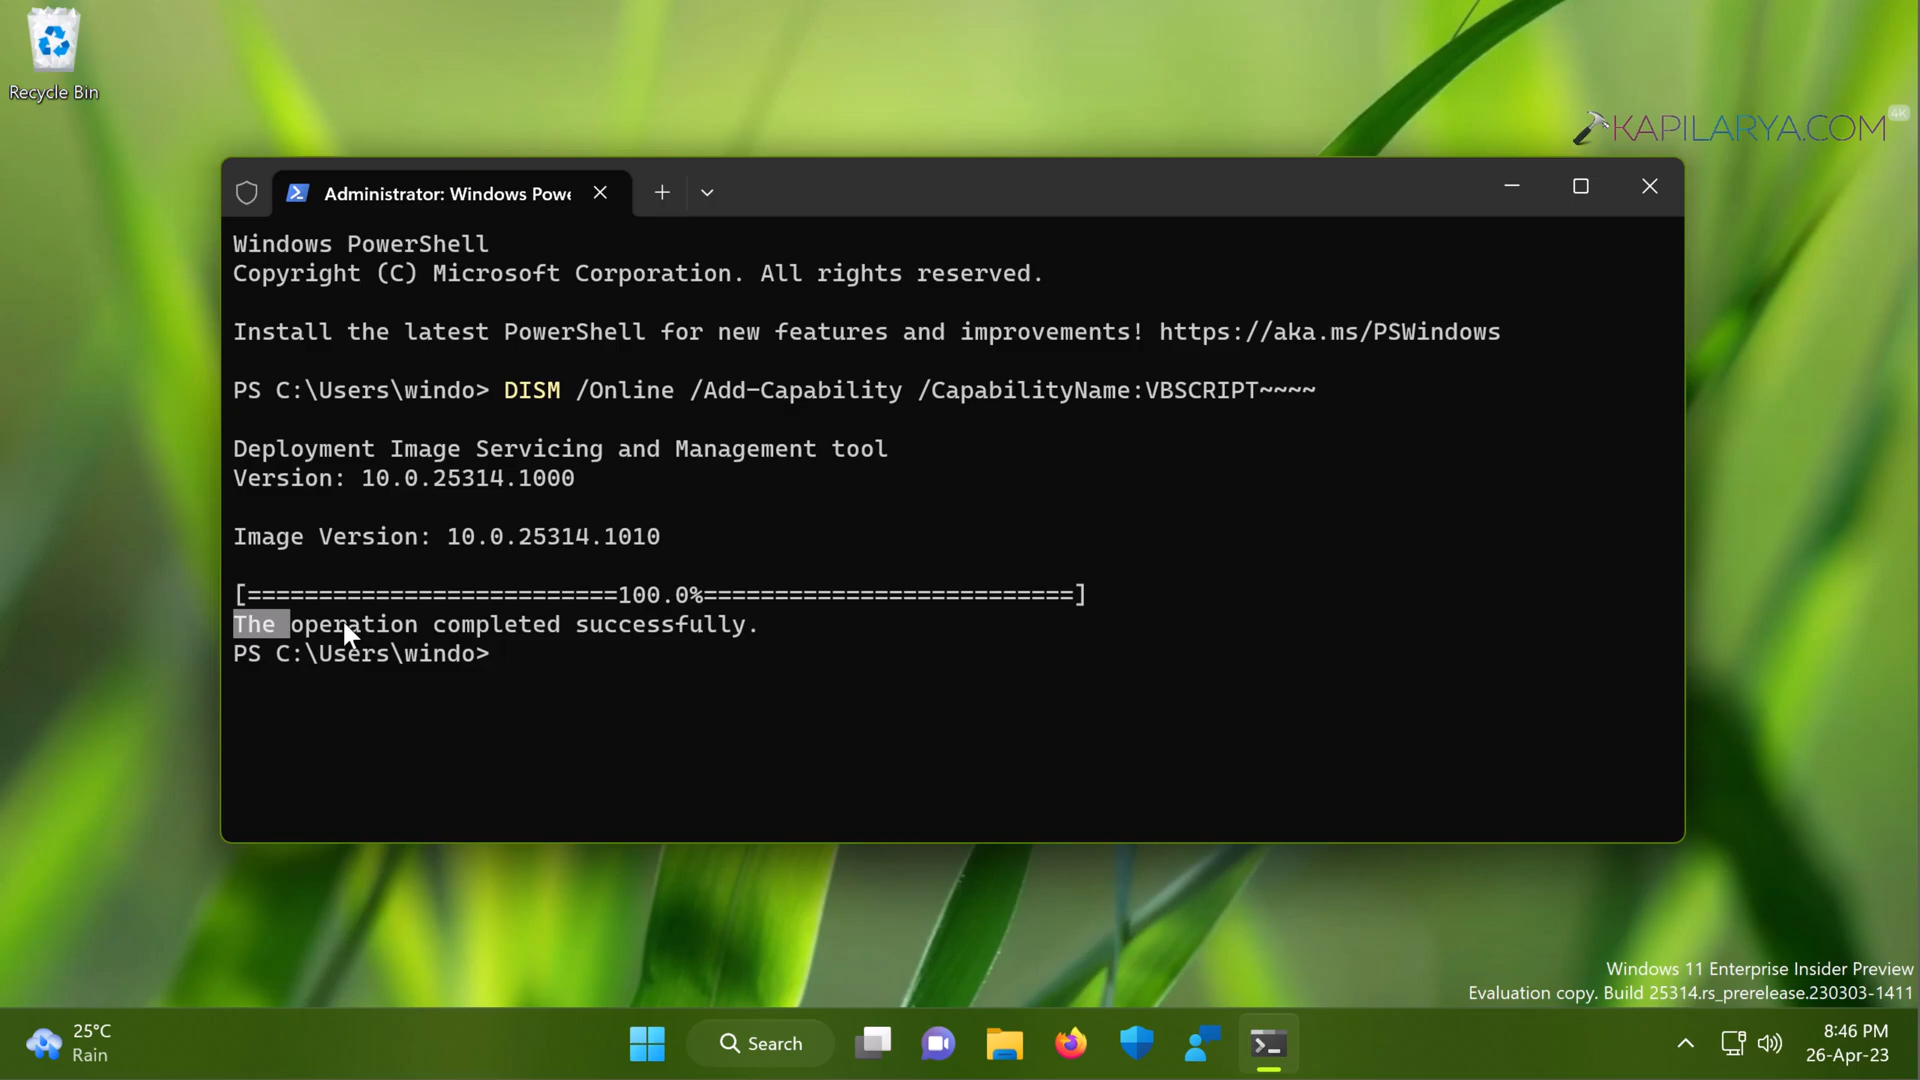 Recycle Bin
KAPILARYA.COM
4K
Administrator: Windows Powe
Windows PowerShell
Copyright (C) Microsoft Corporation. All rights reserved.
Install the latest PowerShell for new features and improvements! https://aka.ms/PSWindows
PS C:\Users\windo> DISM /Online /Add-Capability /CapabilityName:VBSCRIPT~~~~
Deployment Image Servicing and Management tool
Version: 10.0.25314.1000
Image Version: 10.0.25314.1010
[==========================100.0%==========================]
The operation completed successfully.
PS C:\Users\windo>
Windows 11 Enterprise Insider Preview
Evaluation copy. Build 25314.rs_prerelease.230303-1411
25°C
Rain
Search
8:46 PM
26-Apr-23